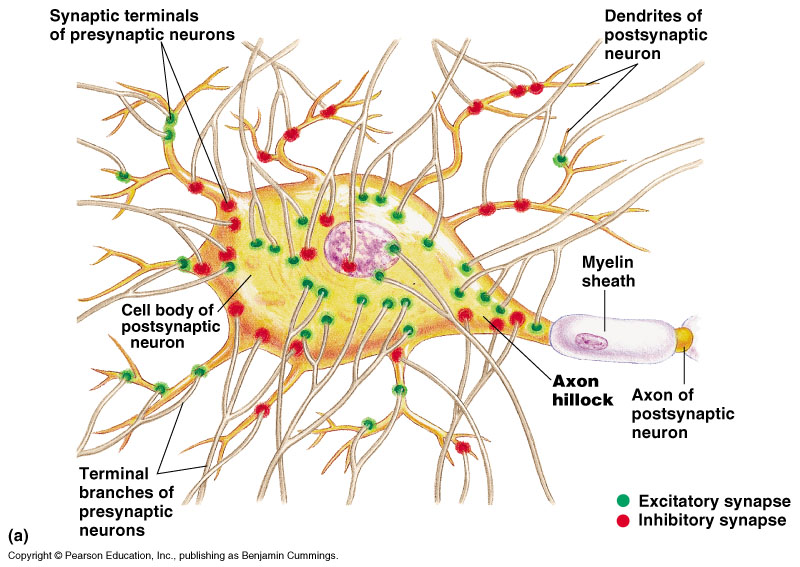 Synaptic terminals
of presynaptic neurons
Dendrites of
postsynaptic
neuron
Myelin
sheath
Cell body of
postsynaptic
neuron
Axon
hillock
Axon of
postsynaptic
neuron
Terminal
branches of
presynaptic
neurons
Excitatory synapse
Inhibitory synapse
(a)
Copyright © Pearson Education, Inc., publishing as Benjamin Cummings.